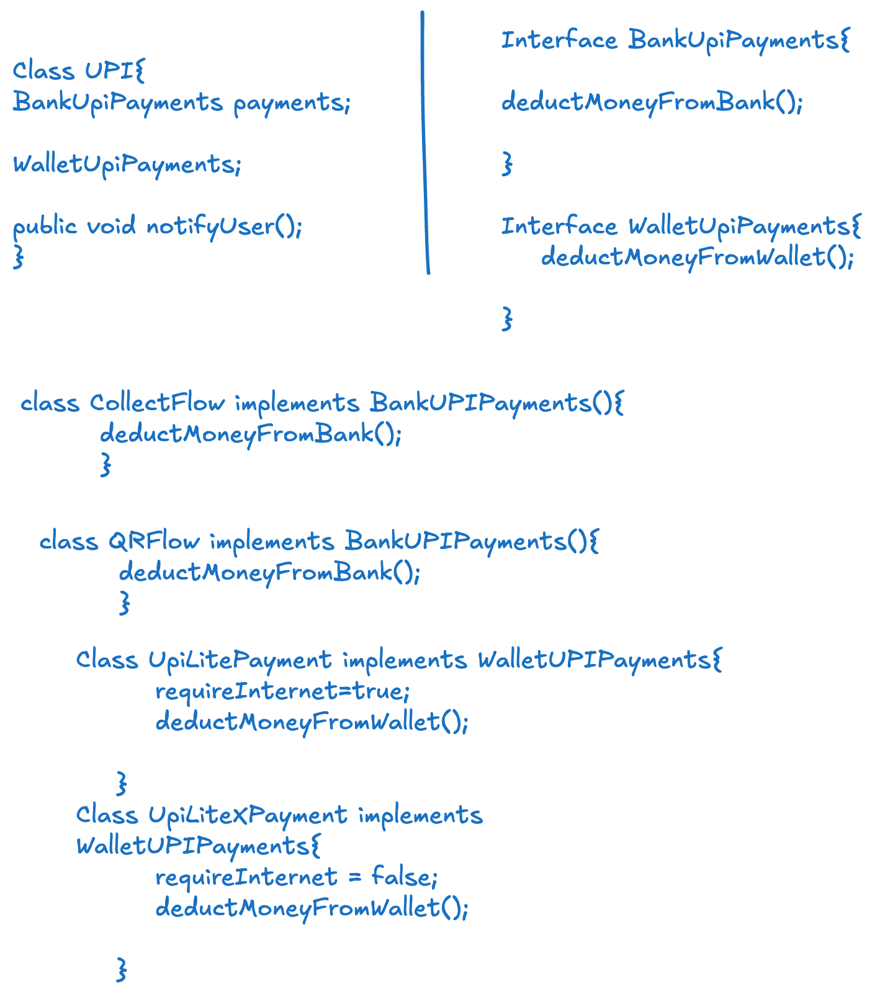 Class UPI{
BankUpiPayments payments;
WalletUpiPayments;
public void notifyUser();
}
Interface BankUpiPayments{
deductMoneyFromBank();
}
Interface WalletUpiPayments{
deductMoneyFromWallet();
}
class CollectFlow implements BankUPIPayments(){
deductMoneyFromBank();
}
class QRFlow implements BankUPIPayments(){
deductMoneyFromBank();
}
Class UpiLitePayment implements WalletUPIPayments{
requireInternet=true;
deductMoneyFromWallet();
}
Class UpiLiteXPayment implements
WalletUPIPayments{
requireInternet = false;
deductMoneyFromWallet();
}